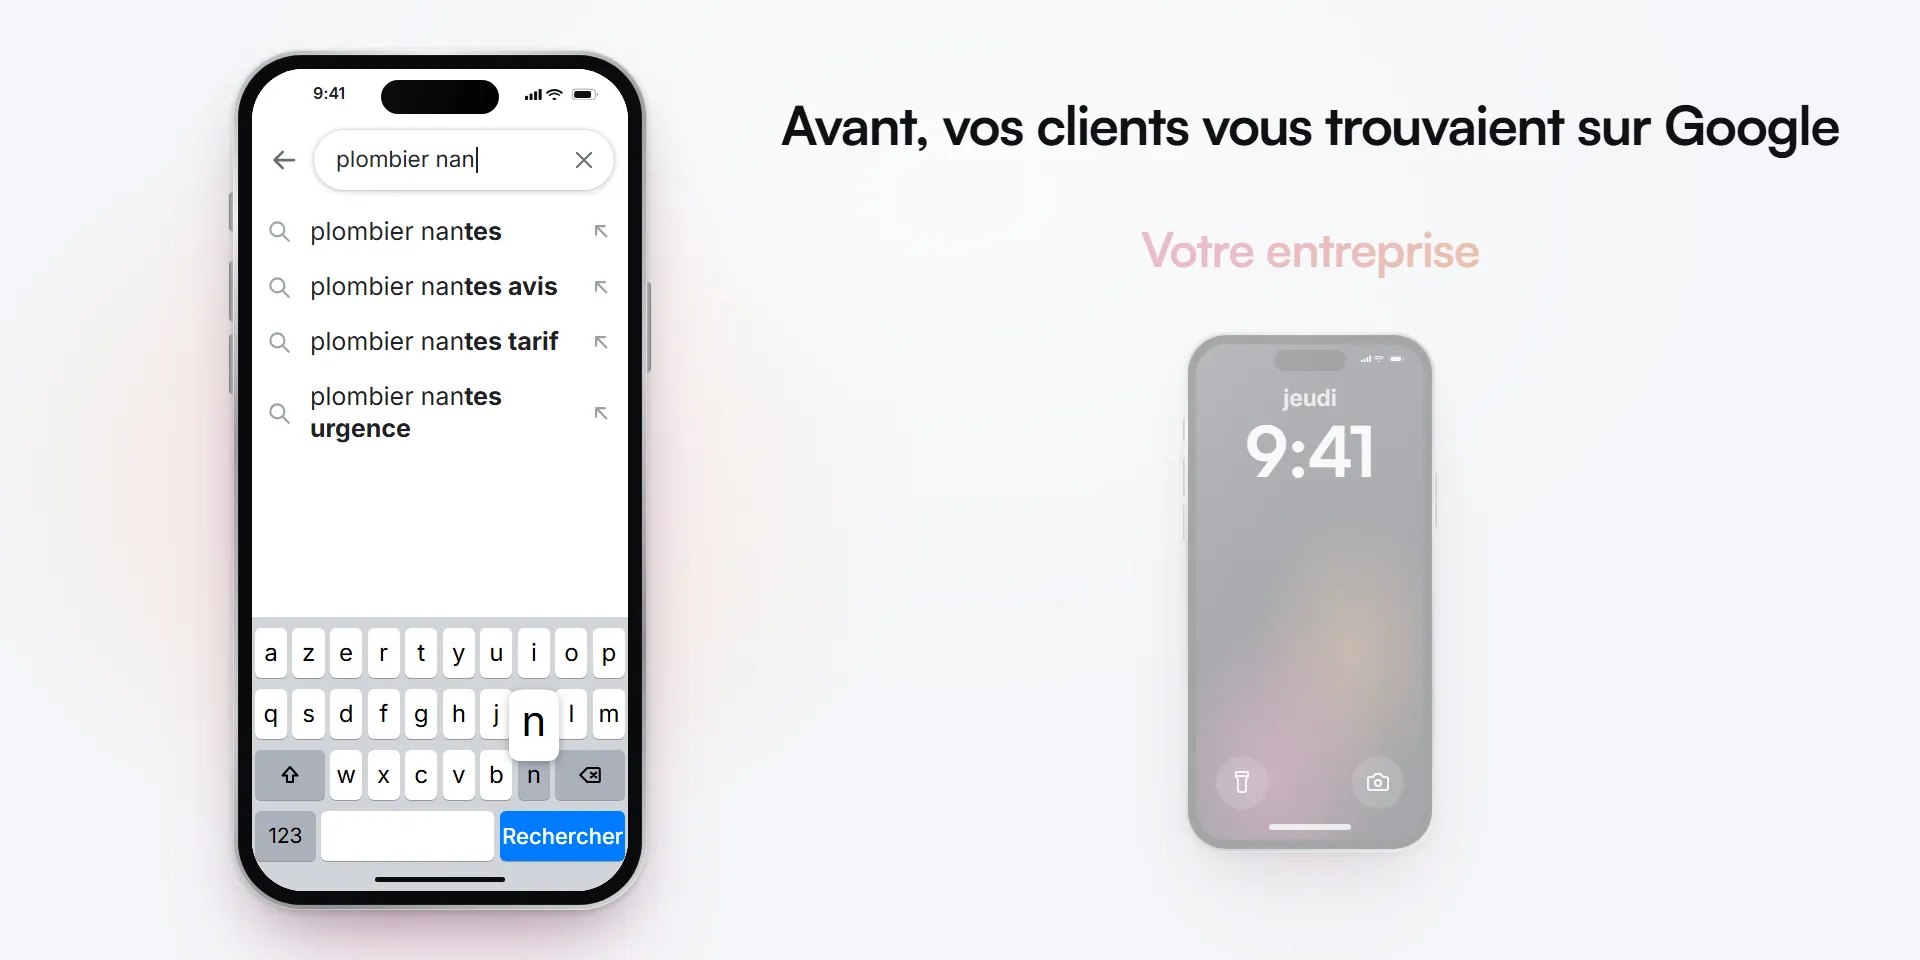 9:41
plombier nan
plombier nantes
plombier nantes avis
plombier nantes tarif
plombier nantes
urgence
a z e r t y u i o p
q s d f g h j n l m
w x c v b n
123 Rechercher
Avant, vos clients vous trouvaient sur Google
Votre entreprise
jeudi
9:41